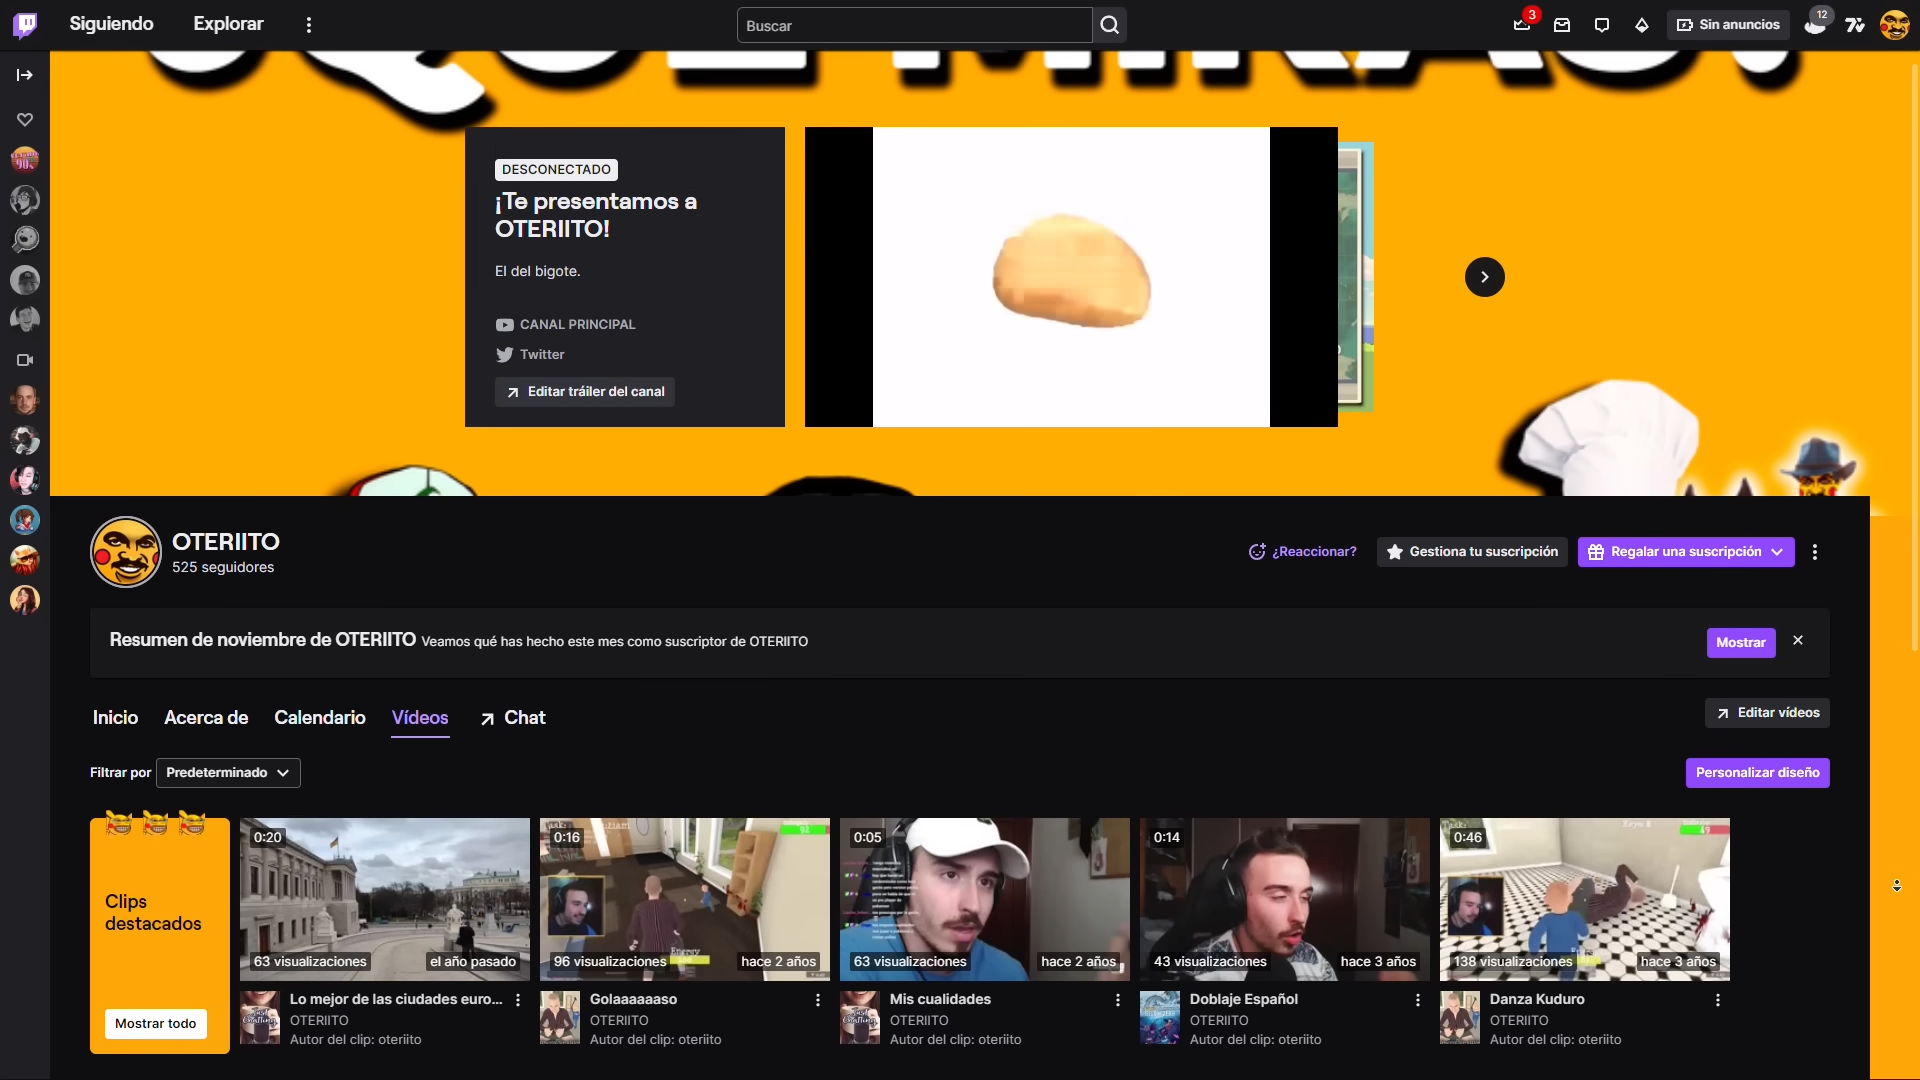 Siguiendo
Explorar
Buscar
3
Sin anuncios
12
DESCONECTADO
¡Te presentamos a
OTERIITO!
El del bigote.
CANAL PRINCIPAL
Twitter
Editar tráiler del canal
OTERIITO
525 seguidores
¿Reaccionar?
Gestiona tu suscripción
Regalar una suscripción
Resumen de noviembre de OTERIITO Veamos qué has hecho este mes como suscriptor de OTERIITO
Mostrar
Inicio
Acerca de
Calendario
Vídeos
Chat
Editar vídeos
Filtrar por
Predeterminado
Personalizar diseño
Clips
destacados
Mostrar todo
0:20
63 visualizaciones
el año pasado
Lo mejor de las ciudades euro...
OTERIITO
Autor del clip: oteriito
0:16
92
Energy
96 visualizaciones
hace 2 años
Golaaaaaaso
OTERIITO
Autor del clip: oteriito
0:05
63 visualizaciones
hace 2 años
Mis cualidades
OTERIITO
Autor del clip: oteriito
0:14
43 visualizaciones
hace 3 años
Doblaje Español
OTERIITO
Autor del clip: oteriito
Task:
0:46
49
138 visualizaciones
hace 3 años
Danza Kuduro
OTERIITO
Autor del clip: oteriito